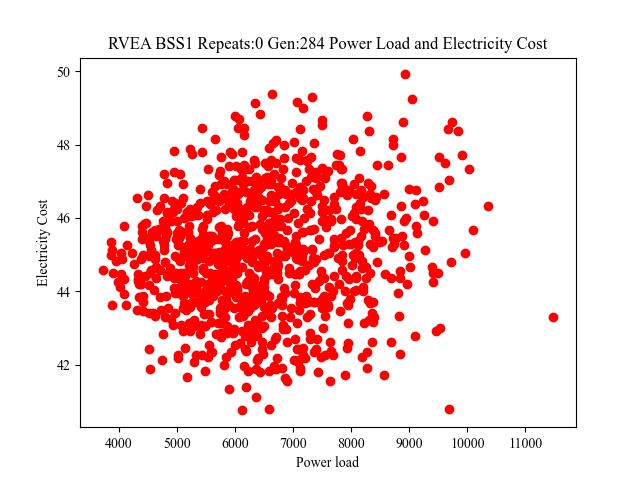 RVEA BSS1 Repeats:0 Gen:284 Power Load and Electricity Cost
50
48
46
44
42
Electricity Cost
4000 5000 6000 7000 8000 9000 10000 11000
Power load